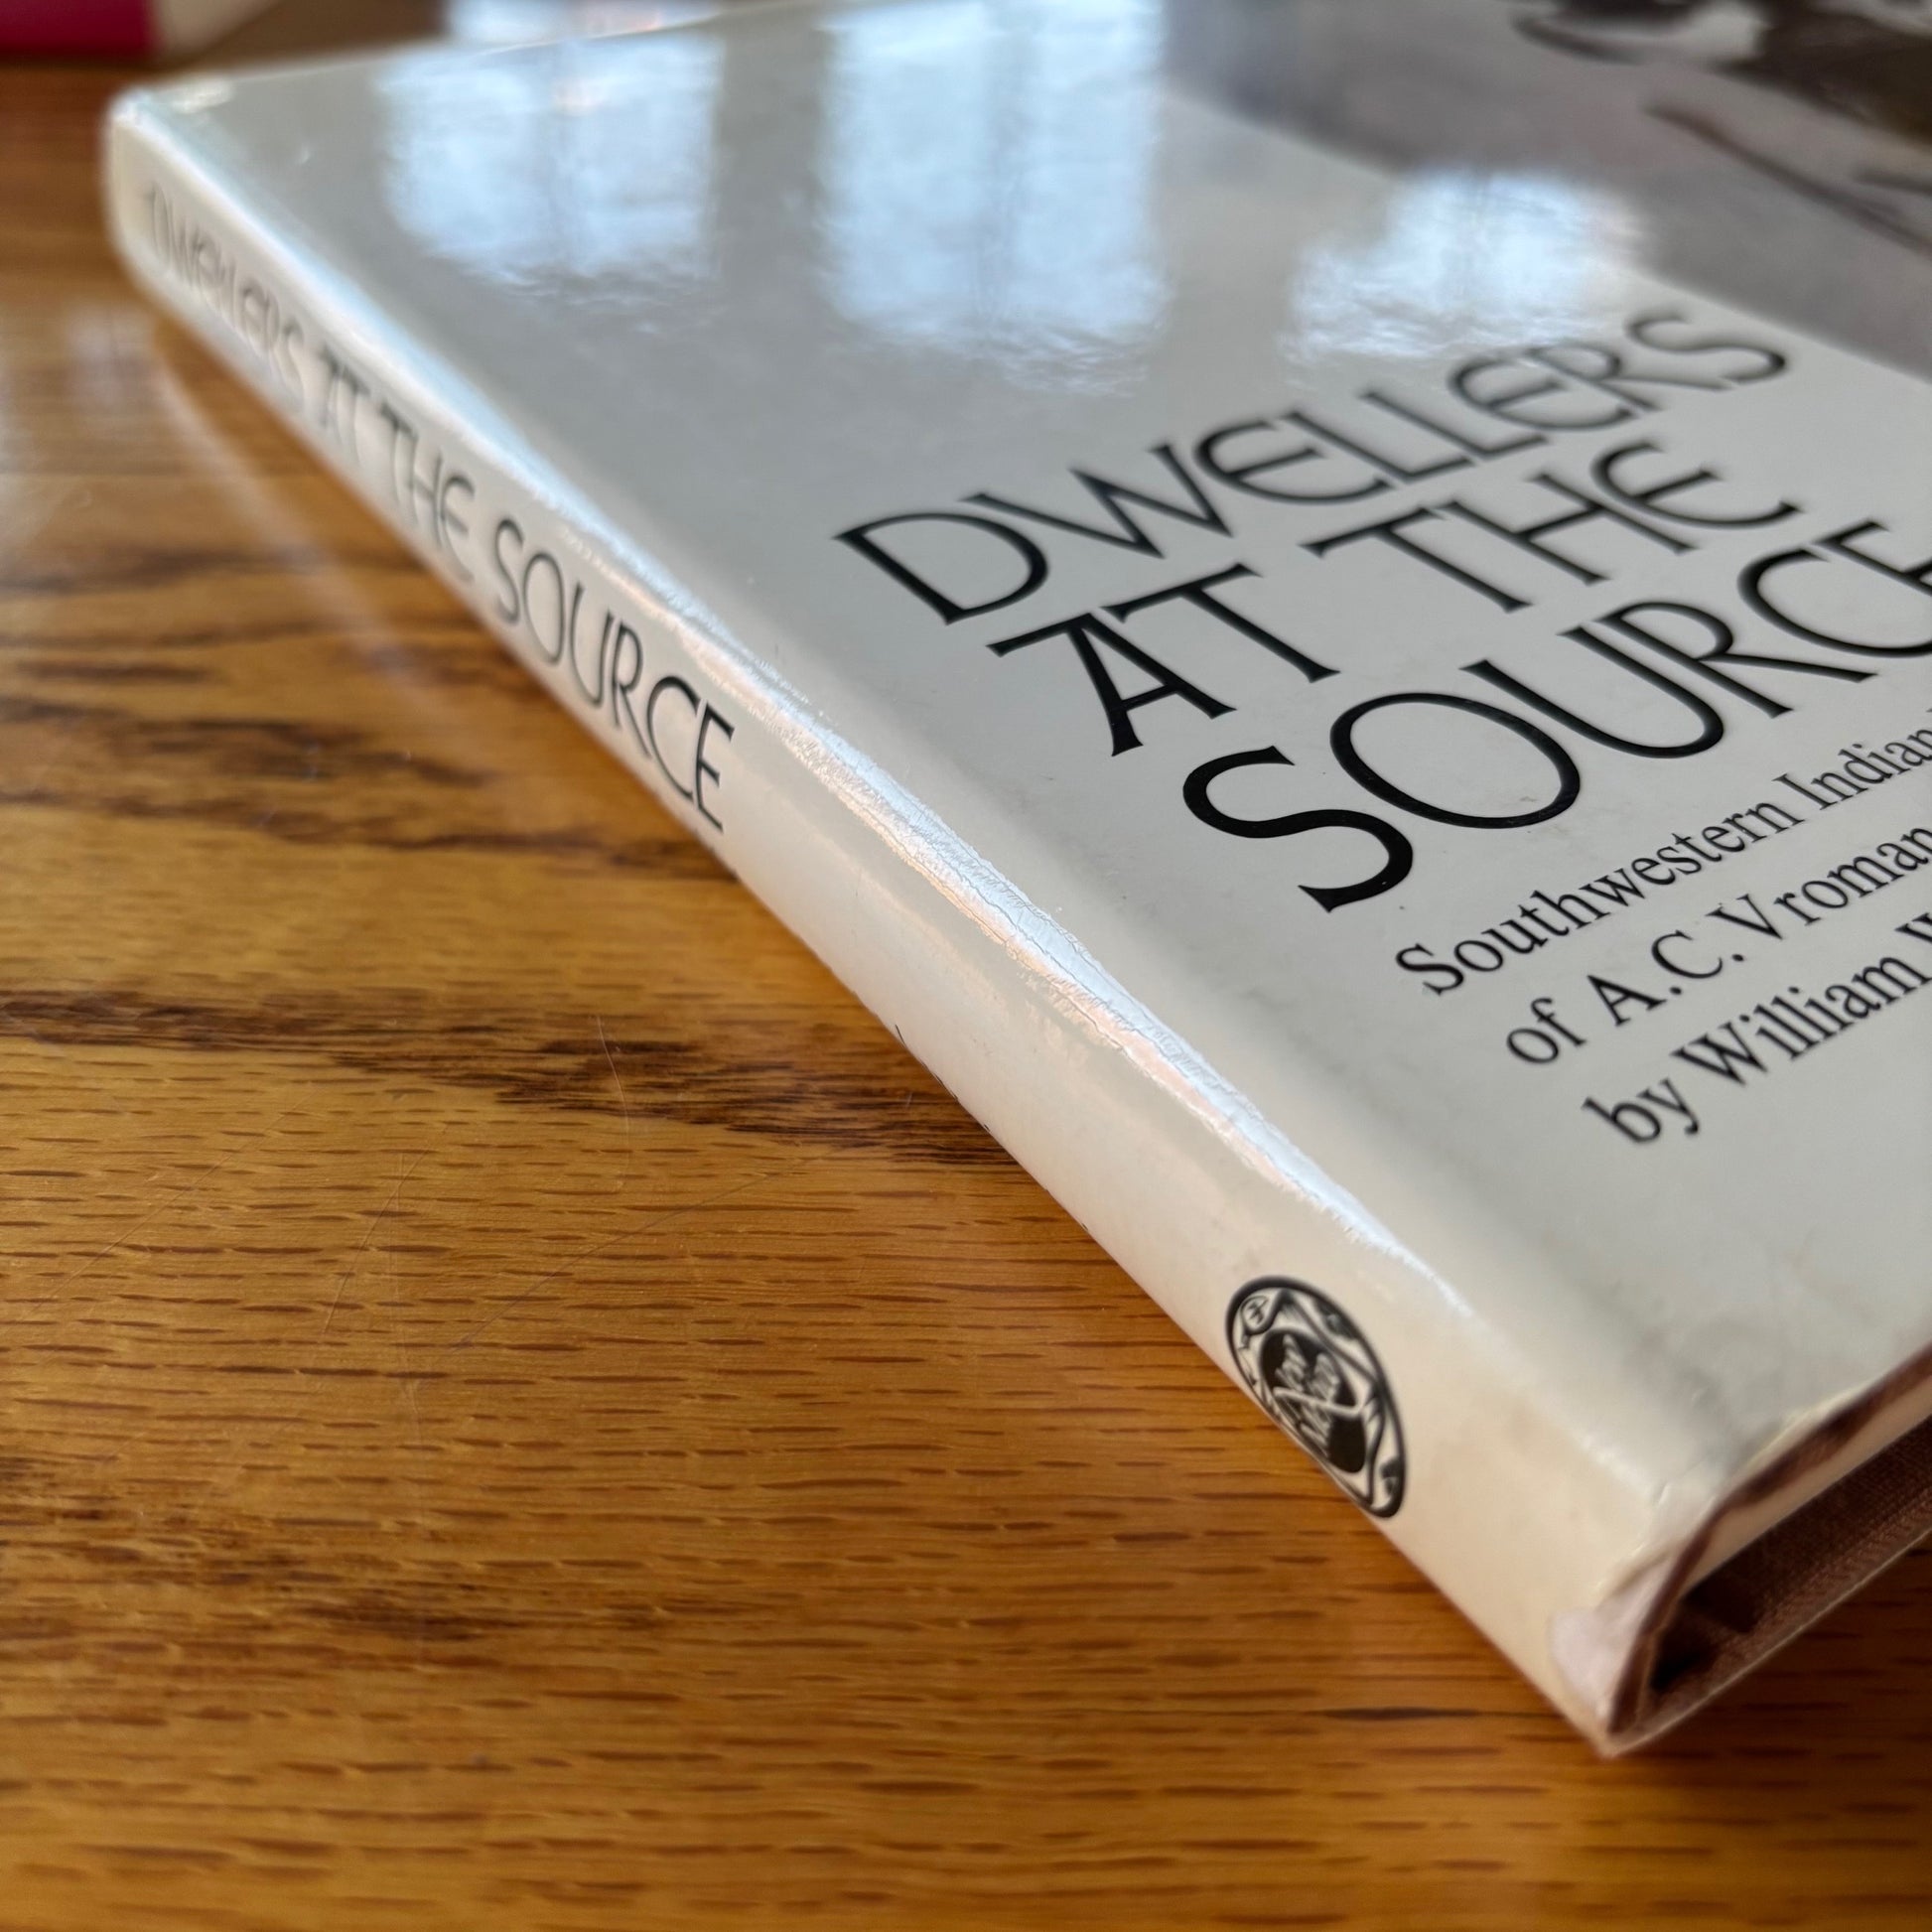 DWELLERS AT THE SOURCE
DWELLERS
AT THE
SOURCE
Southwestern Indian
of A.C. Vroman
by William